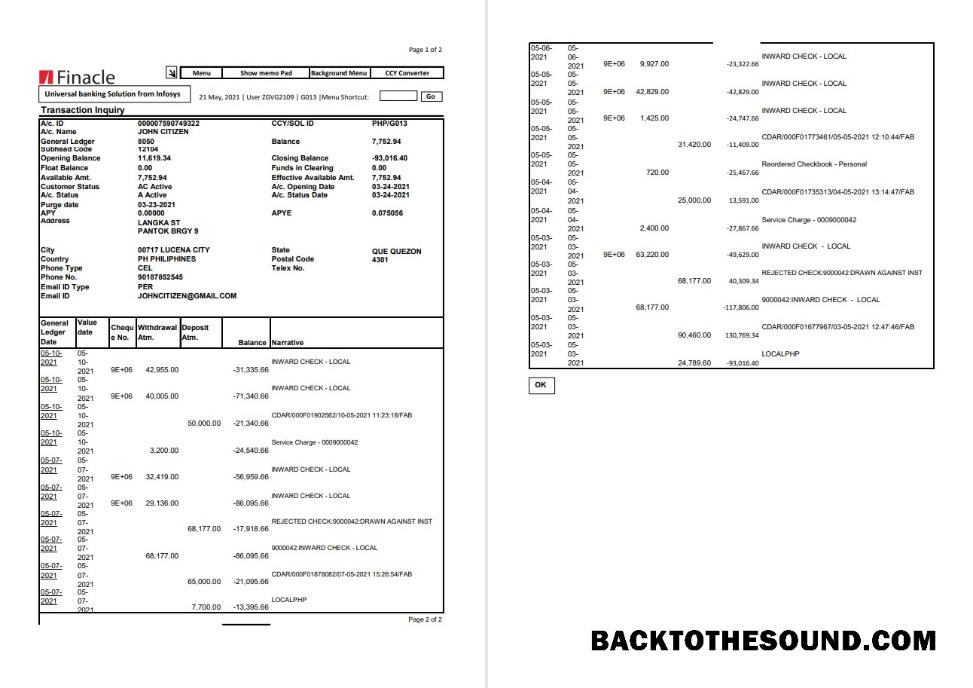 Page 1 of 2
Finacle
Menu Show memo Pad Background Menu CCY Converter
Universal banking Solution from Infosys
21 May, 2021 | User ZGVG2109 | G013 |Menu Shortcut: Go
Transaction Inquiry
A/c. ID 000007590749322 CCY/SOL ID PHP/G013
A/c. Name JOHN CITIZEN
General Ledger 8050 Balance 7,752.94
Subhead Code 12104
Opening Balance 11,619.34 Closing Balance -93,016.40
Float Balance 0.00 Funds in Clearing 0.00
Available Amt. 7,752.94 Effective Available Amt. 7,752.94
Customer Status AC Active A/c. Opening Date 03-24-2021
A/c. Status A Active A/c. Status Date 03-24-2021
Purge date 03-23-2021
APY 0.00000 APYE 0.075056
Address LANGKA ST
PANTOK BRGY 9
City 00717 LUCENA CITY State QUE QUEZON
Country PH PHILIPHINES Postal Code 4301
Phone Type CEL Telex No.
Phone No. 90187852545
Email ID Type PER
Email ID JOHNCITIZEN@GMAIL.COM
General Ledger Date Value date Chequ e No. Withdrawal Atm. Deposit Atm. Balance Narrative
05-10-2021 05-10-2021 9E+06 42,955.00 -31,335.66 INWARD CHECK - LOCAL
05-10-2021 05-10-2021 9E+06 40,005.00 -71,340.66 INWARD CHECK - LOCAL
05-10-2021 05-10-2021 50,000.00 -21,340.66 CDAR/000F01902562/10-05-2021 11:23:18/FAB
05-10-2021 05-10-2021 3,200.00 -24,540.66 Service Charge - 0009000042
05-07-2021 05-07-2021 9E+06 32,419.00 -56,959.66 INWARD CHECK - LOCAL
05-07-2021 05-07-2021 9E+06 29,136.00 -86,095.66 INWARD CHECK - LOCAL
05-07-2021 05-07-2021 68,177.00 -17,918.66 REJECTED CHECK:9000042:DRAWN AGAINST INST
05-07-2021 05-07-2021 68,177.00 -86,095.66 9000042:INWARD CHECK - LOCAL
05-07-2021 05-07-2021 65,000.00 -21,095.66 CDAR/000F01878082/07-05-2021 15:26:54/FAB
05-07-2021 05-07-2021 7,700.00 -13,395.66 LOCALPHP
Page 2 of 2
05-06-2021 05-06-2021 9E+06 9,927.00 -23,322.66 INWARD CHECK - LOCAL
05-05-2021 05-05-2021 9E+06 42,829.00 -42,829.00 INWARD CHECK - LOCAL
05-05-2021 05-05-2021 9E+06 1,425.00 -24,747.66 INWARD CHECK - LOCAL
05-05-2021 05-05-2021 31,420.00 -11,409.00 CDAR/000F01773461/05-05-2021 12:10:44/FAB
05-05-2021 05-05-2021 720.00 -25,467.66 Reordered Checkbook - Personal
05-04-2021 05-04-2021 25,000.00 13,591.00 CDAR/000F01735313/04-05-2021 13:14:47/FAB
05-04-2021 05-04-2021 2,400.00 -27,867.66 Service Charge - 0009000042
05-03-2021 05-03-2021 9E+06 63,220.00 -49,629.00 INWARD CHECK - LOCAL
05-03-2021 05-03-2021 68,177.00 40,309.34 REJECTED CHECK:9000042:DRAWN AGAINST INST
05-03-2021 05-03-2021 68,177.00 -117,806.00 9000042:INWARD CHECK - LOCAL
05-03-2021 05-03-2021 90,460.00 130,769.34 CDAR/000F01677967/03-05-2021 12:47:46/FAB
05-03-2021 05-03-2021 24,789.60 -93,016.40 LOCALPHP
OK
BACKTOTHESOUND.COM